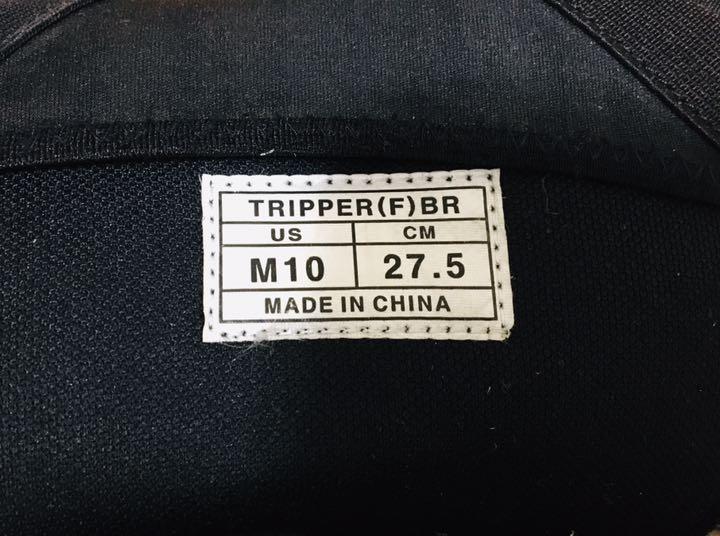 TRIPPER(F)BR
US CM
M10 27.5
MADE IN CHINA